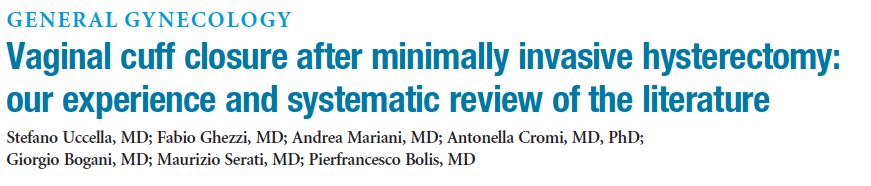 GENERAL GYNECOLOGY
Vaginal cuff closure after minimally invasive hysterectomy:
our experience and systematic review of the literature
Stefano Uccella, MD; Fabio Ghezzi, MD; Andrea Mariani, MD; Antonella Cromi, MD, PhD;
Giorgio Bogani, MD; Maurizio Serati, MD; Pierfrancesco Bolis, MD